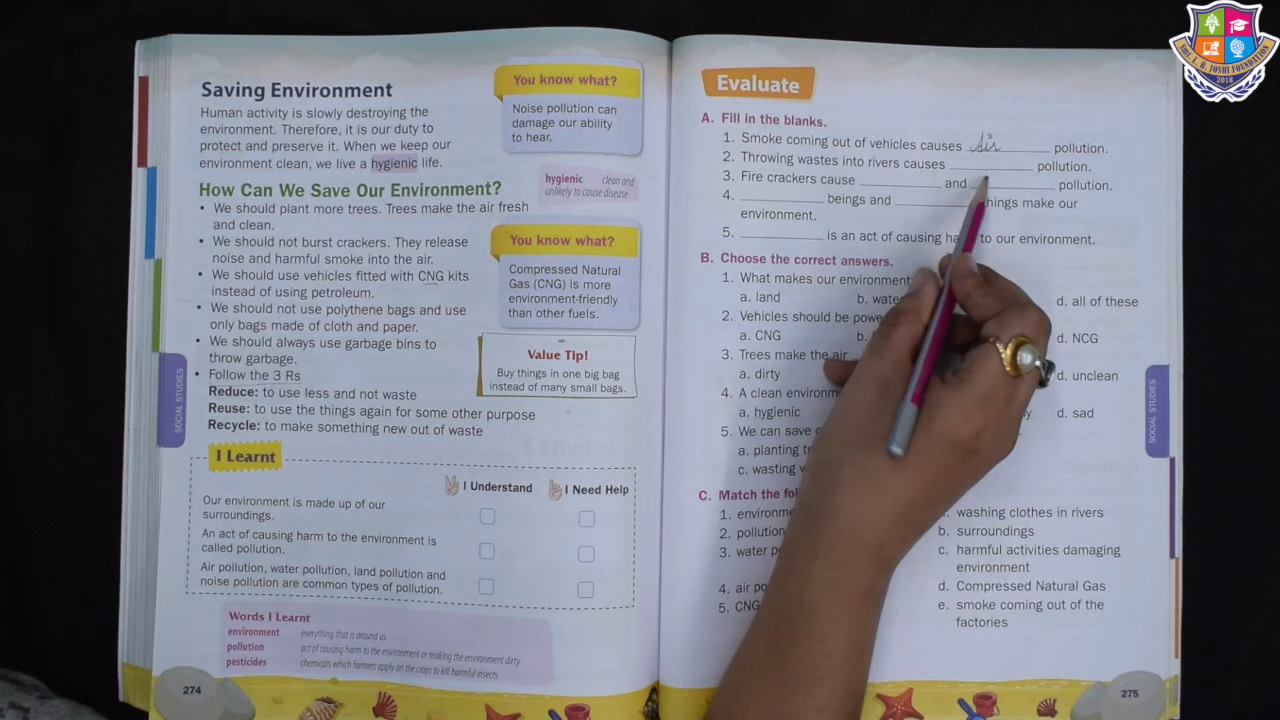 SMT. L. B. JOSHI FOUNDATION
2018
Saving Environment
Human activity is slowly destroying the
environment. Therefore, it is our duty to
protect and preserve it. When we keep our
environment clean, we live a hygienic life.
You know what?
Noise pollution can
damage our ability
to hear.
hygienic clean and
unlikely to cause disease
How Can We Save Our Environment?
• We should plant more trees. Trees make the air fresh
and clean.
• We should not burst crackers. They release
noise and harmful smoke into the air.
• We should use vehicles fitted with CNG kits
instead of using petroleum.
• We should not use polythene bags and use
only bags made of cloth and paper.
• We should always use garbage bins to
throw garbage.
• Follow the 3 Rs
Reduce: to use less and not waste
Reuse: to use the things again for some other purpose
Recycle: to make something new out of waste
You know what?
Compressed Natural
Gas (CNG) is more
environment-friendly
than other fuels.
Value Tip!
Buy things in one big bag
instead of many small bags.
SOCIAL STUDIES
I Learnt
I Understand I Need Help
Our environment is made up of our
surroundings.
An act of causing harm to the environment is
called pollution.
Air pollution, water pollution, land pollution and
noise pollution are common types of pollution.
Words I Learnt
environment everything that is around us
pollution act of causing harm to the environment or making the environment dirty
pesticides chemicals which farmers apply on the crops to kill harmful insects
274
Evaluate
A. Fill in the blanks.
1. Smoke coming out of vehicles causes Air pollution.
2. Throwing wastes into rivers causes ____ pollution.
3. Fire crackers cause ____ and ____ pollution.
4. ____ beings and ____ things make our
environment.
5. ____ is an act of causing to our environment.
B. Choose the correct answers.
1. What makes our environment
a. land b. d. all of these
2. Vehicles should be
a. CNG b. d. NCG
3. Trees make the air
a. dirty d. unclean
4. A clean
a. hygienic d. sad
5. We can save
a. planting
c. wasting
C. Match the
1.
2. pollution
3. water
4. air
5. CNG
washing clothes in rivers
b. surroundings
c. harmful activities damaging
environment
d. Compressed Natural Gas
e. smoke coming out of the
factories
SOCIAL STUDIES
275